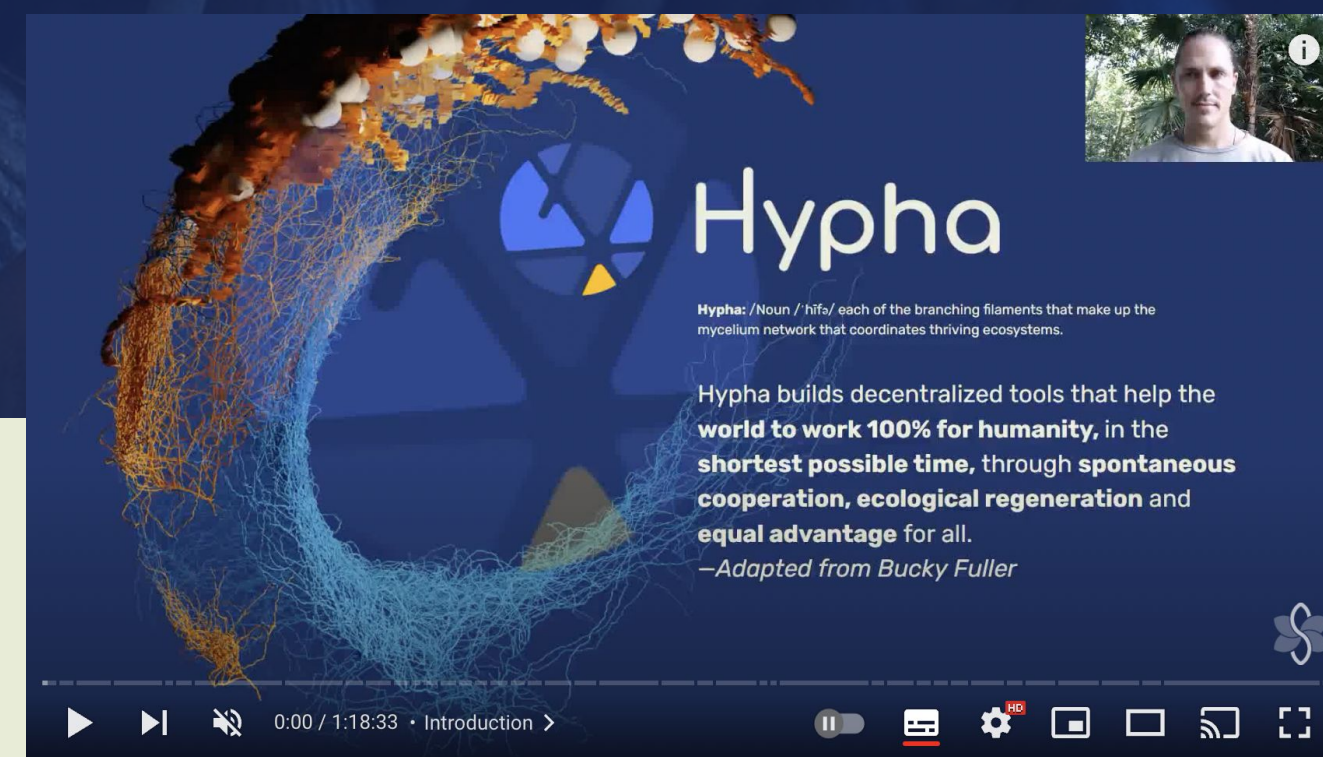 Hypha
Hypha: /Noun /ˈhīfə/ each of the branching filaments that make up the
mycelium network that coordinates thriving ecosystems.
Hypha builds decentralized tools that help the
world to work 100% for humanity, in the
shortest possible time, through spontaneous
cooperation, ecological regeneration and
equal advantage for all.
—Adapted from Bucky Fuller
0:00 / 1:18:33 • Introduction
HD